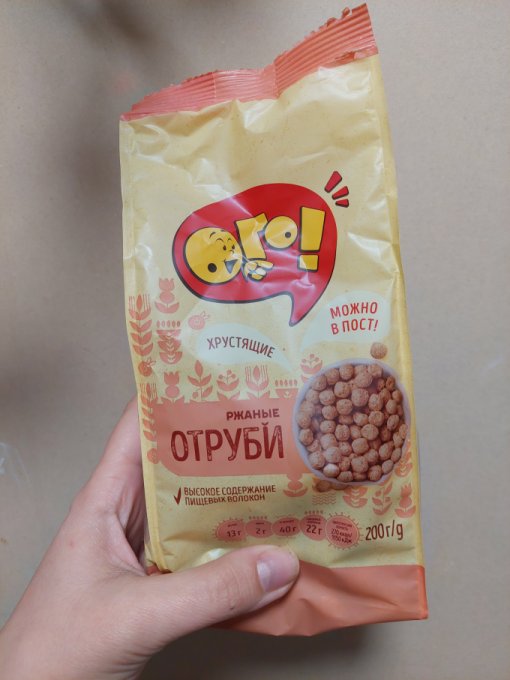 Ого!
МОЖНО
В ПОСТ!
ХРУСТЯЩИЕ
РЖАНЫЕ
ОТРУБИ
ВЫСОКОЕ СОДЕРЖАНИЕ
ПИЩЕВЫХ ВОЛОКОН
13 г 2 г 40 г 22 г
200 г/g